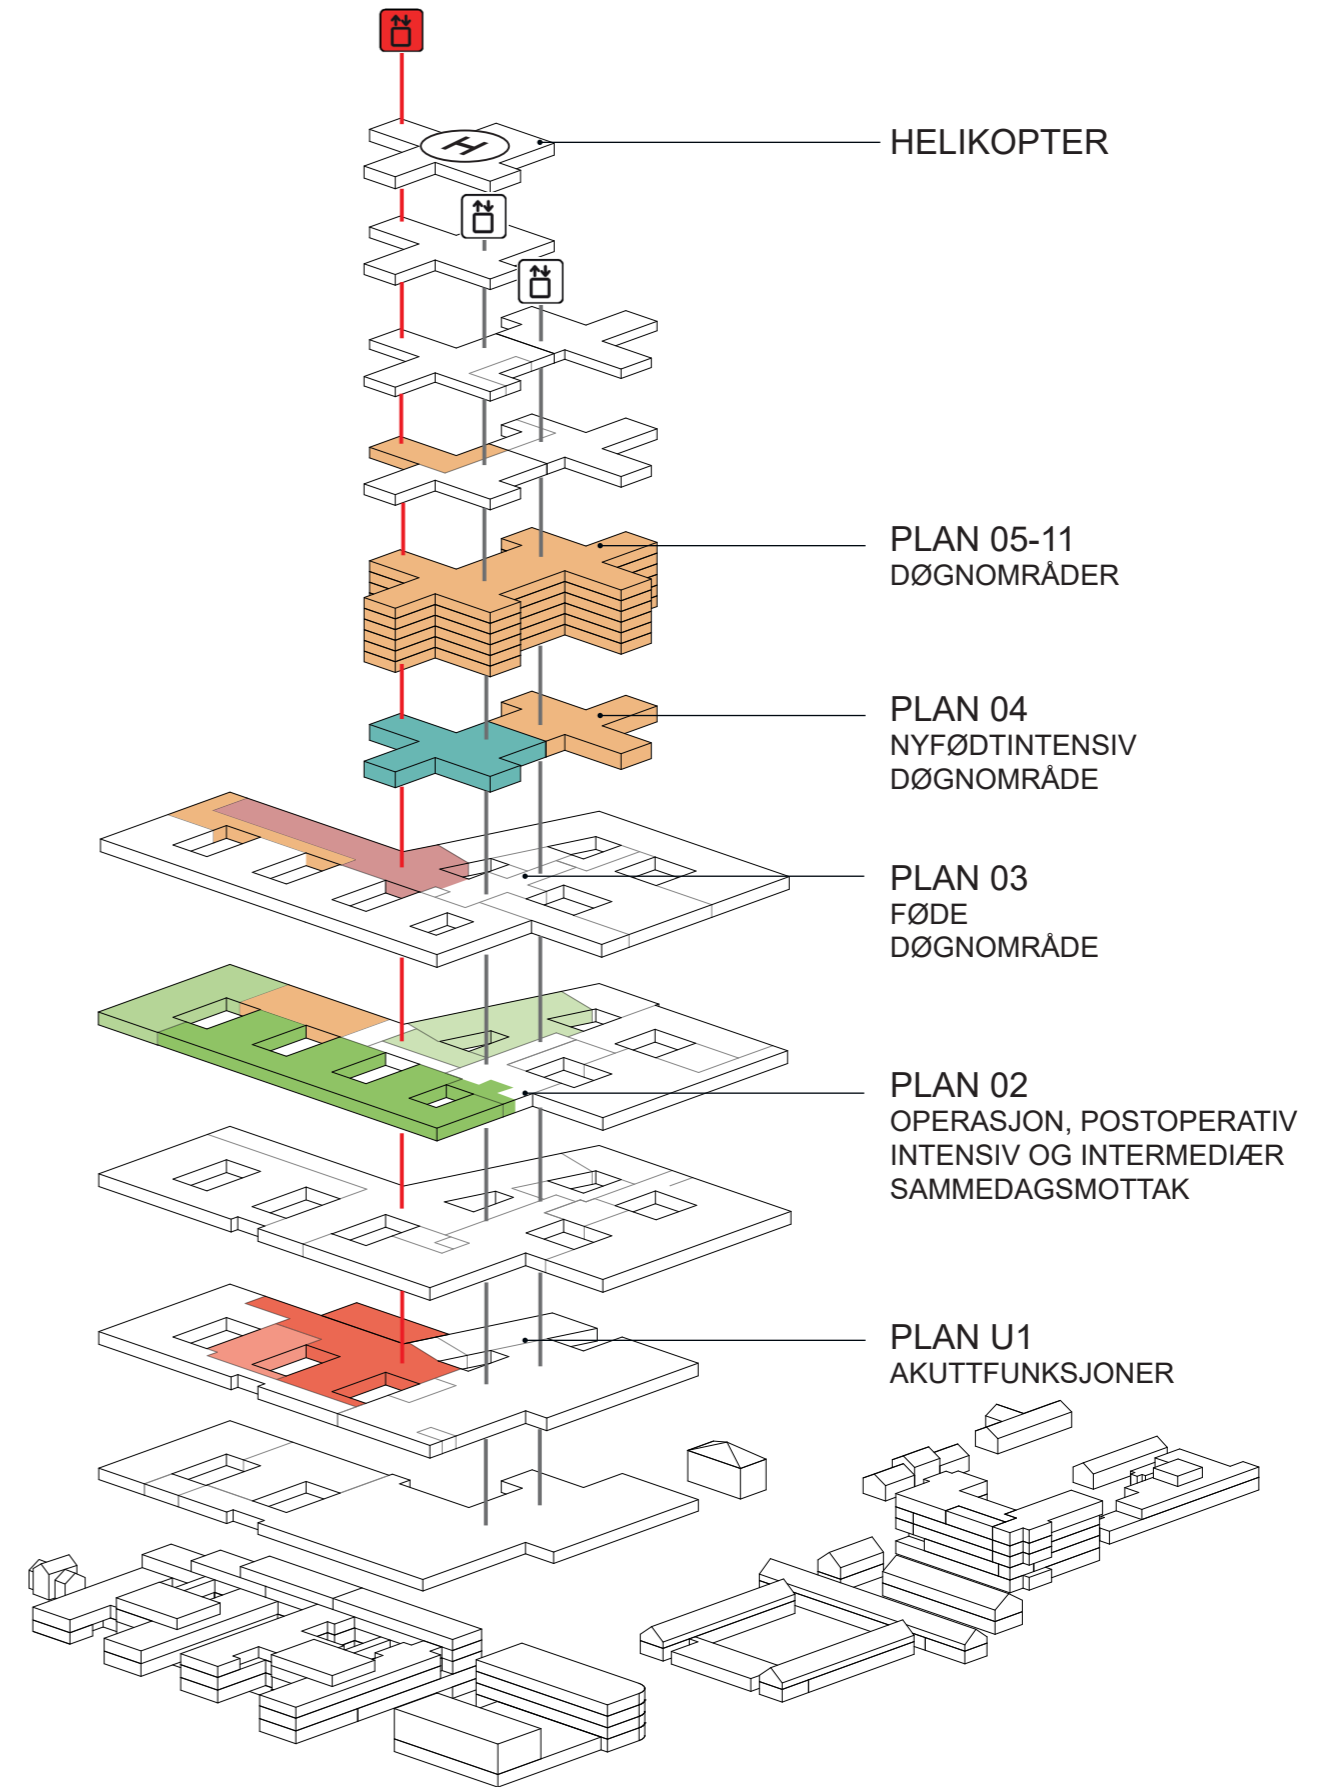 H
HELIKOPTER
PLAN 05-11
DØGNOMRÅDER
PLAN 04
NYFØDTINTENSIV
DØGNOMRÅDE
PLAN 03
FØDE
DØGNOMRÅDE
PLAN 02
OPERASJON, POSTOPERATIV
INTENSIV OG INTERMEDIÆR
SAMMEDAGSMOTTAK
PLAN U1
AKUTTFUNKSJONER